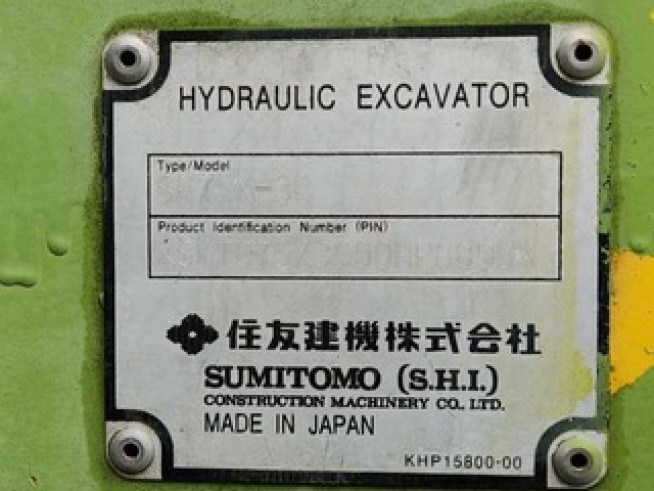 HYDRAULIC EXCAVATOR
Type/Model
Product Identification Number (PIN)
住友建機株式会社
SUMITOMO (S.H.I.)
CONSTRUCTION MACHINERY CO., LTD.
MADE IN JAPAN
KHP15800-00